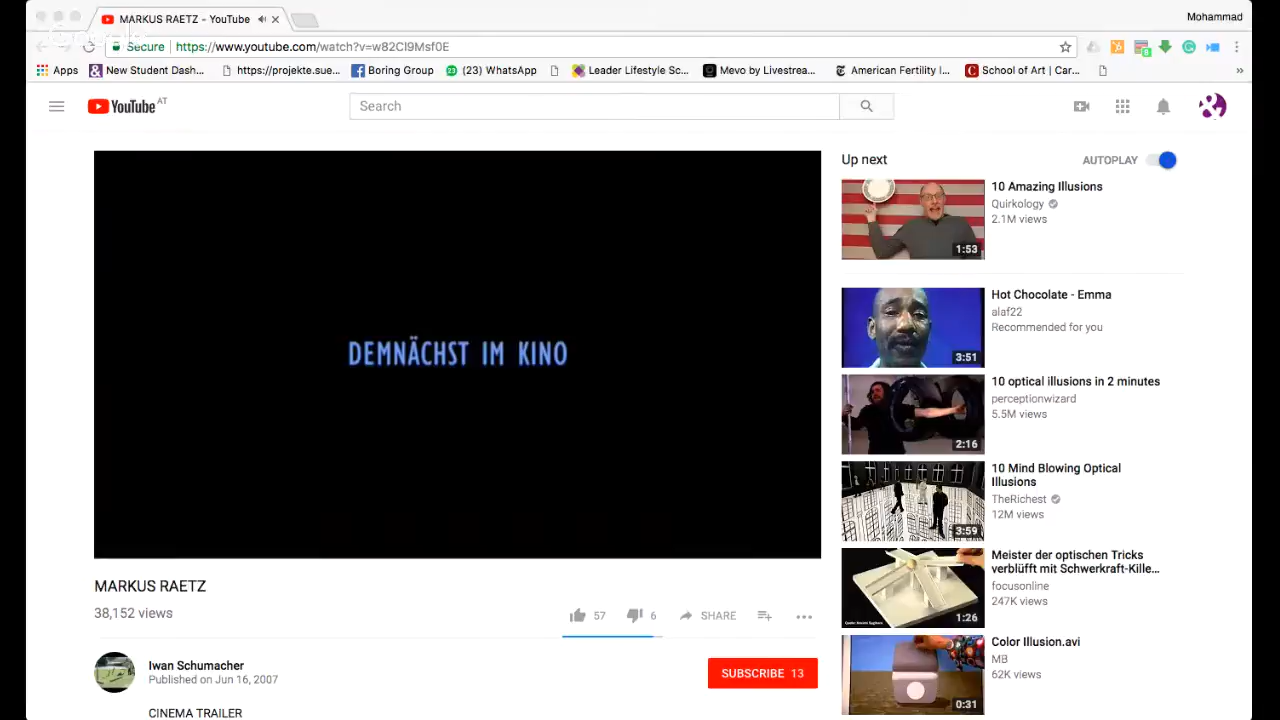 MARKUS RAETZ - YouTube
Mohammad
Secure
https://www.youtube.com/watch?v=w82Cl9Msf0E
Apps
New Student Dash...
https://projekte.sue...
Boring Group
(23) WhatsApp
Leader Lifestyle Sc...
Mevo by Livestrea...
American Fertility I...
School of Art | Car...
»
YouTube AT
Search
DEMNÄCHST IM KINO
MARKUS RAETZ
38,152 views
57
6
SHARE
Iwan Schumacher
Published on Jun 16, 2007
SUBSCRIBE 13
CINEMA TRAILER
Up next
AUTOPLAY
10 Amazing Illusions
Quirkology
2.1M views
1:53
Hot Chocolate - Emma
alaf22
Recommended for you
3:51
10 optical illusions in 2 minutes
perceptionwizard
5.5M views
2:16
10 Mind Blowing Optical
Illusions
TheRichest
12M views
3:59
Meister der optischen Tricks
verblüfft mit Schwerkraft-Kille...
focusonline
247K views
1:26
Color Illusion.avi
MB
62K views
0:31